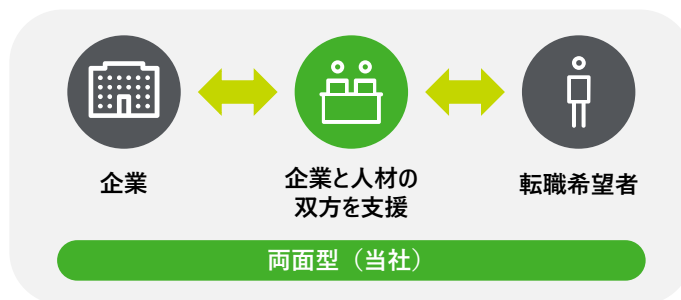 企業
企業と人材の
双方を支援
転職希望者
両面型（当社）